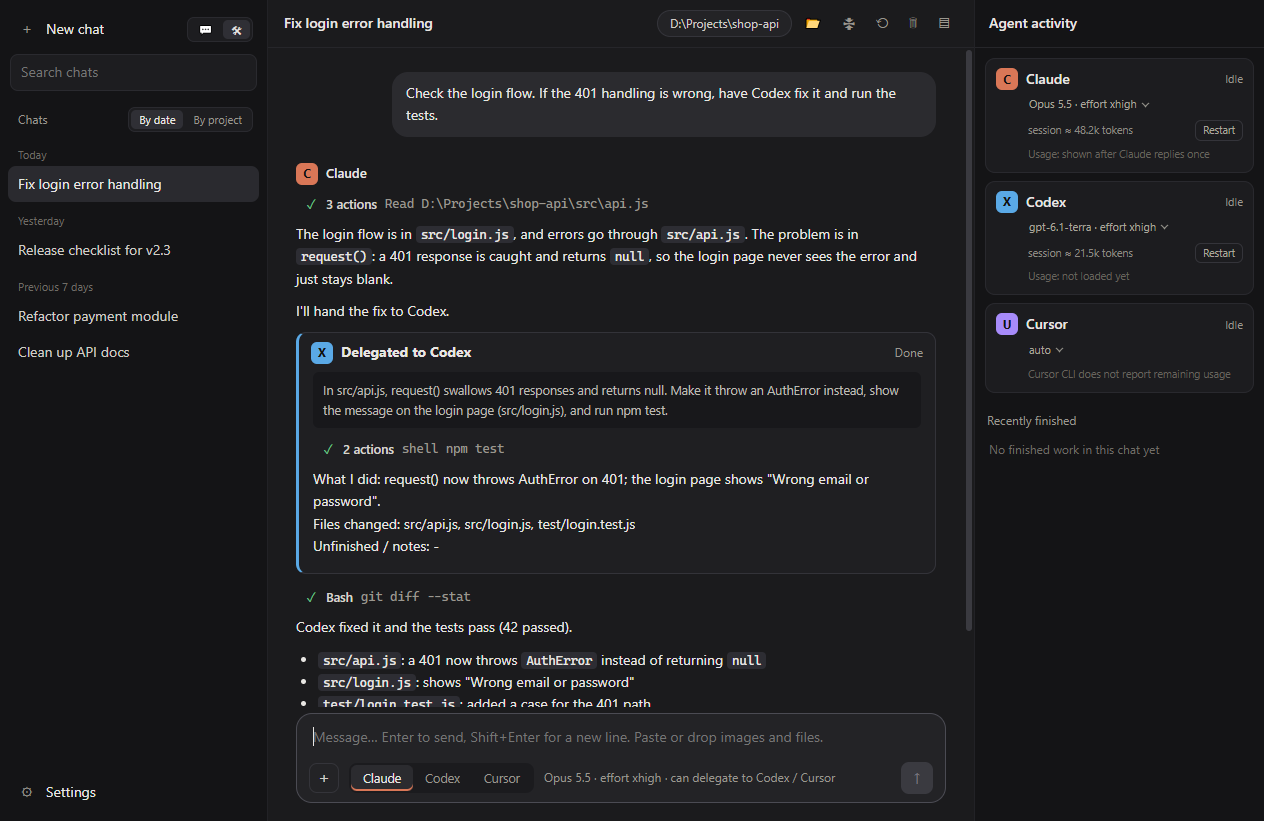 + New chat
Search chats
Chats
By date
By project
Today
Fix login error handling
Yesterday
Release checklist for v2.3
Previous 7 days
Refactor payment module
Clean up API docs
Settings
Fix login error handling
D:\Projects\shop-api
Check the login flow. If the 401 handling is wrong, have Codex fix it and run the
tests.
C Claude
✓ 3 actions Read D:\Projects\shop-api\src\api.js
The login flow is in src/login.js, and errors go through src/api.js. The problem is in
request(): a 401 response is caught and returns null, so the login page never sees the error and
just stays blank.
I'll hand the fix to Codex.
X Delegated to Codex
Done
In src/api.js, request() swallows 401 responses and returns null. Make it throw an AuthError instead, show
the message on the login page (src/login.js), and run npm test.
✓ 2 actions shell npm test
What I did: request() now throws AuthError on 401; the login page shows "Wrong email or
password".
Files changed: src/api.js, src/login.js, test/login.test.js
Unfinished / notes: -
✓ Bash git diff --stat
Codex fixed it and the tests pass (42 passed).
• src/api.js: a 401 now throws AuthError instead of returning null
• src/login.js: shows "Wrong email or password"
• test/login.test.js: added a case for the 401 path
Message... Enter to send, Shift+Enter for a new line. Paste or drop images and files.
+
Claude
Codex
Cursor
Opus 5.5 · effort xhigh · can delegate to Codex / Cursor
↑
Agent activity
C Claude
Idle
Opus 5.5 · effort xhigh
session ≈ 48.2k tokens
Restart
Usage: shown after Claude replies once
X Codex
Idle
gpt-6.1-terra · effort xhigh
session ≈ 21.5k tokens
Restart
Usage: not loaded yet
U Cursor
Idle
auto
Cursor CLI does not report remaining usage
Recently finished
No finished work in this chat yet